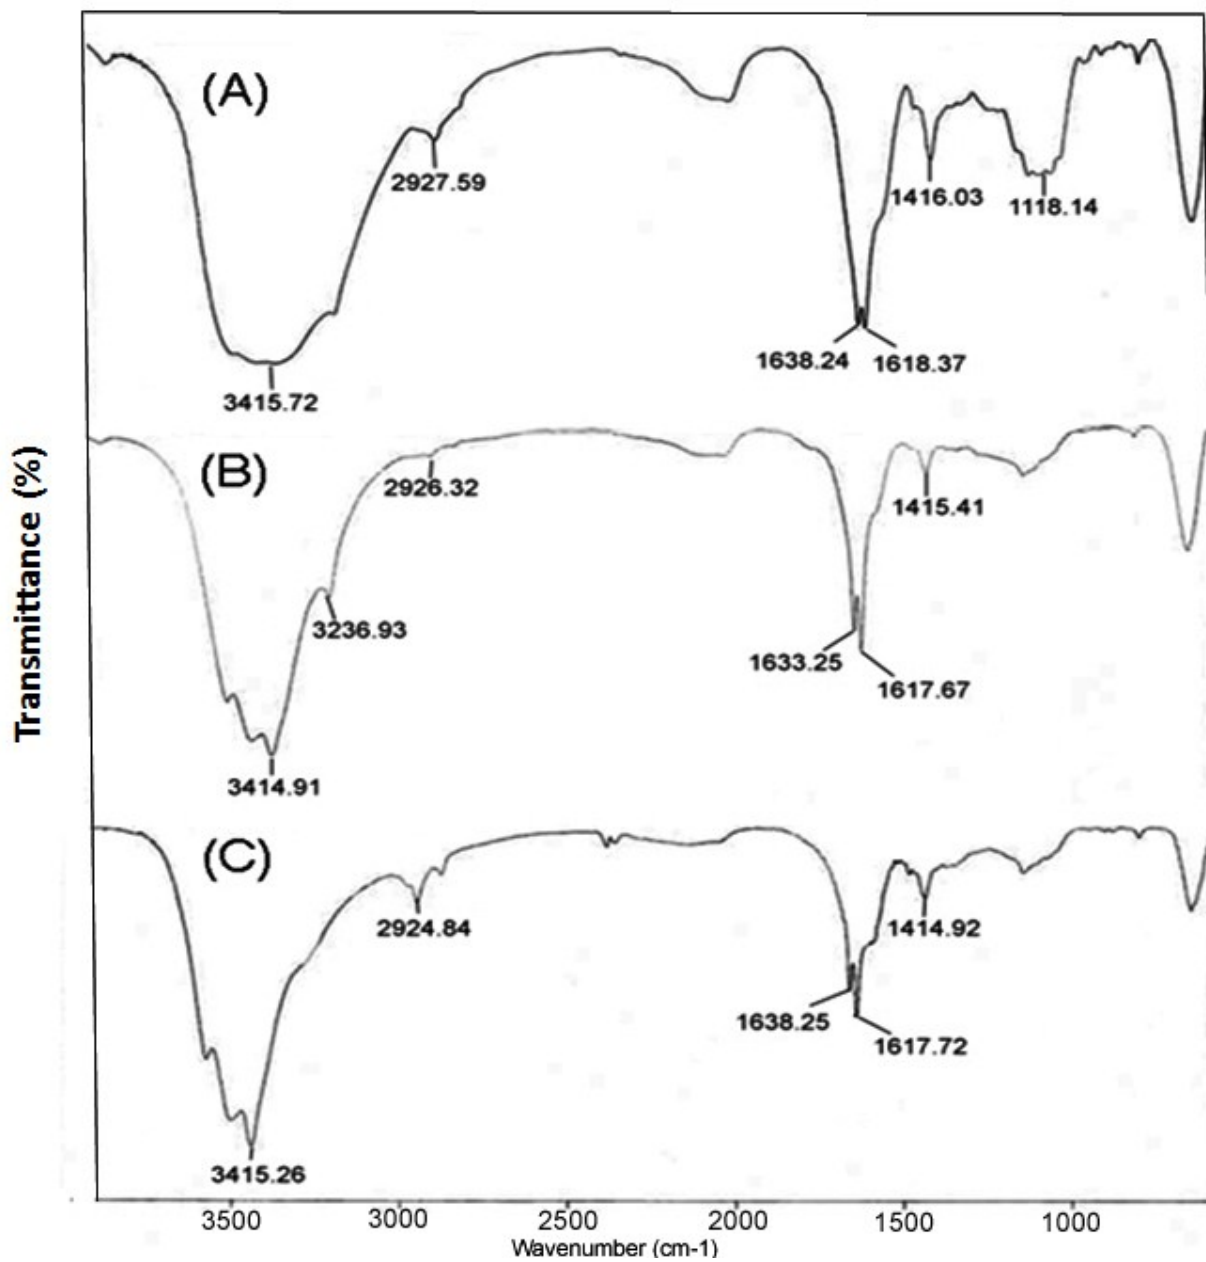 (A)
2927.59
1416.03
1118.14
1638.24
1618.37
3415.72
(B)
2926.32
1415.41
3236.93
1633.25
1617.67
3414.91
Transmittance (%)
(C)
2924.84
1414.92
1638.25
1617.72
3415.26
3500 3000 2500 2000 1500 1000
Wavenumber (cm-1)